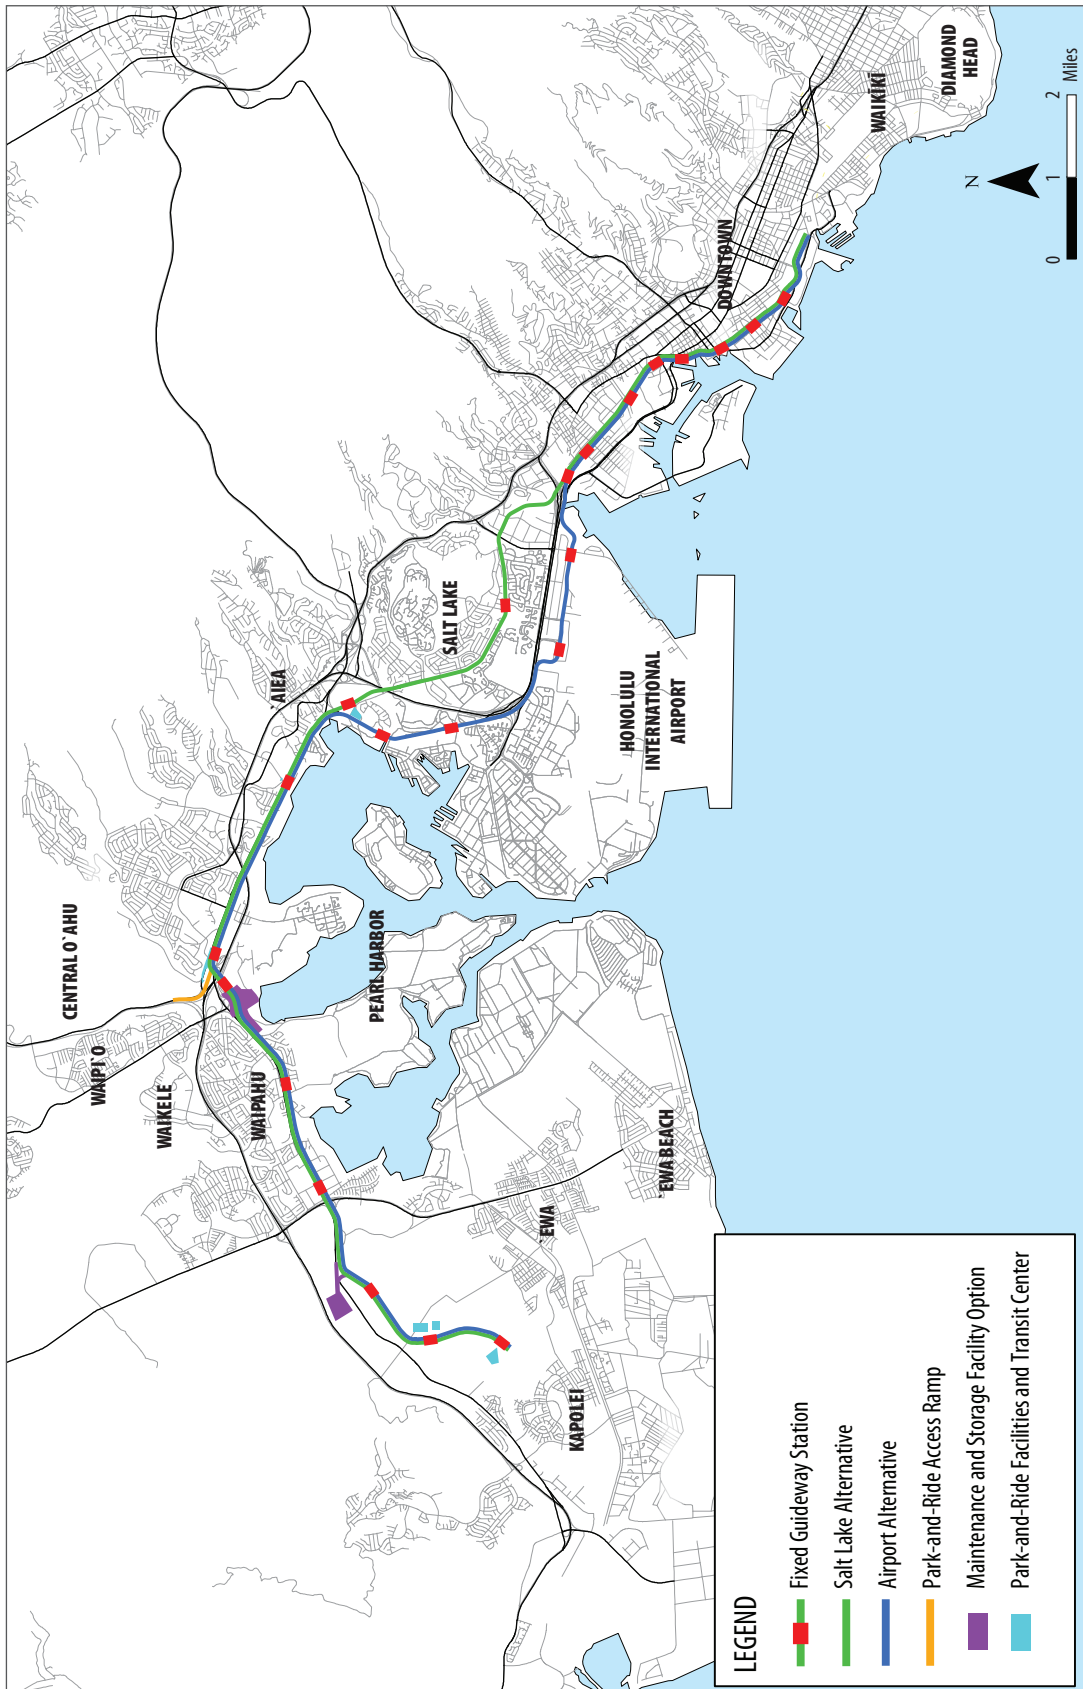 CENTRAL O`AHU
WAIPI`O
WAIKELE
WAIPAHU
`AIEA
SALT LAKE
PEARL HARBOR
HONOLULU
INTERNATIONAL
AIRPORT
DOWNTOWN
WAIKIKI
DIAMOND
HEAD
`EWA
`EWA BEACH
KAPOLEI
N
0
1
2
Miles
LEGEND
Fixed Guideway Station
Salt Lake Alternative
Airport Alternative
Park-and-Ride Access Ramp
Maintenance and Storage Facility Option
Park-and-Ride Facilities and Transit Center